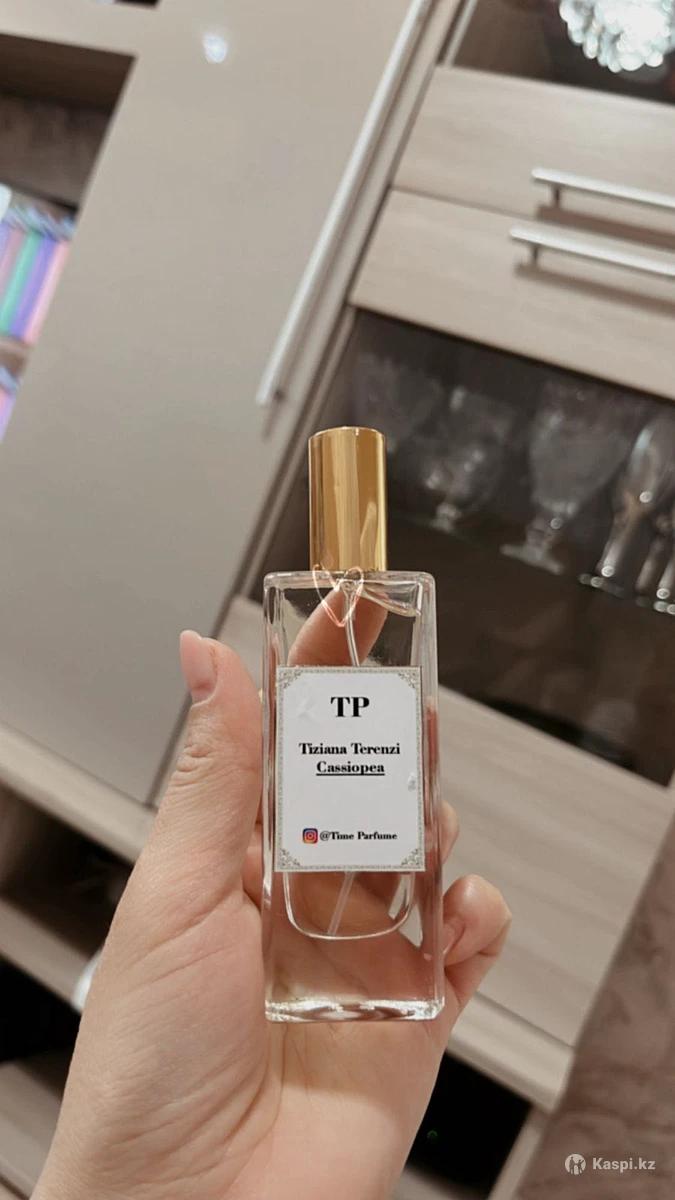 TP
Tiziana Terenzi
Cassiopea
@Time Parfume
Kaspi.kz